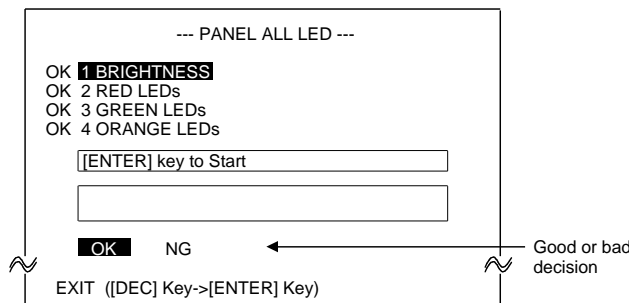 --- PANEL ALL LED ---
OK 1 BRIGHTNESS
OK 2 RED LEDs
OK 3 GREEN LEDs
OK 4 ORANGE LEDs
[ENTER] key to Start
OK NG
Good or bad
decision
EXIT ([DEC] Key->[ENTER] Key)